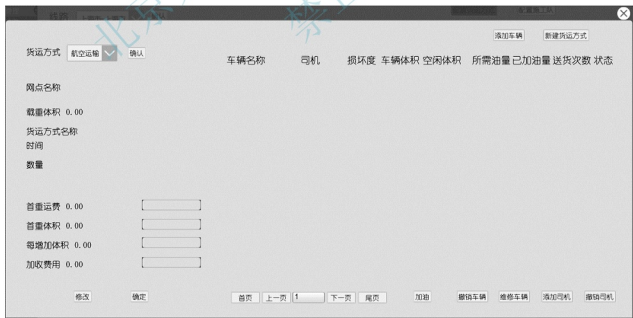 添加车辆 新建货运方式
货运方式 航空运输 确认
车辆名称 司机 损坏度 车辆体积 空闲体积 所需油量 已加油量 送货次数 状态
网点名称
载重体积 0.00
货运方式名称
时间
数量
首重运费 0.00
首重体积 0.00
每增加体积 0.00
加收费用 0.00
修改 确定 首页 上一页 1 下一页 尾页 加油 撤销车辆 维修车辆 添加司机 撤销司机